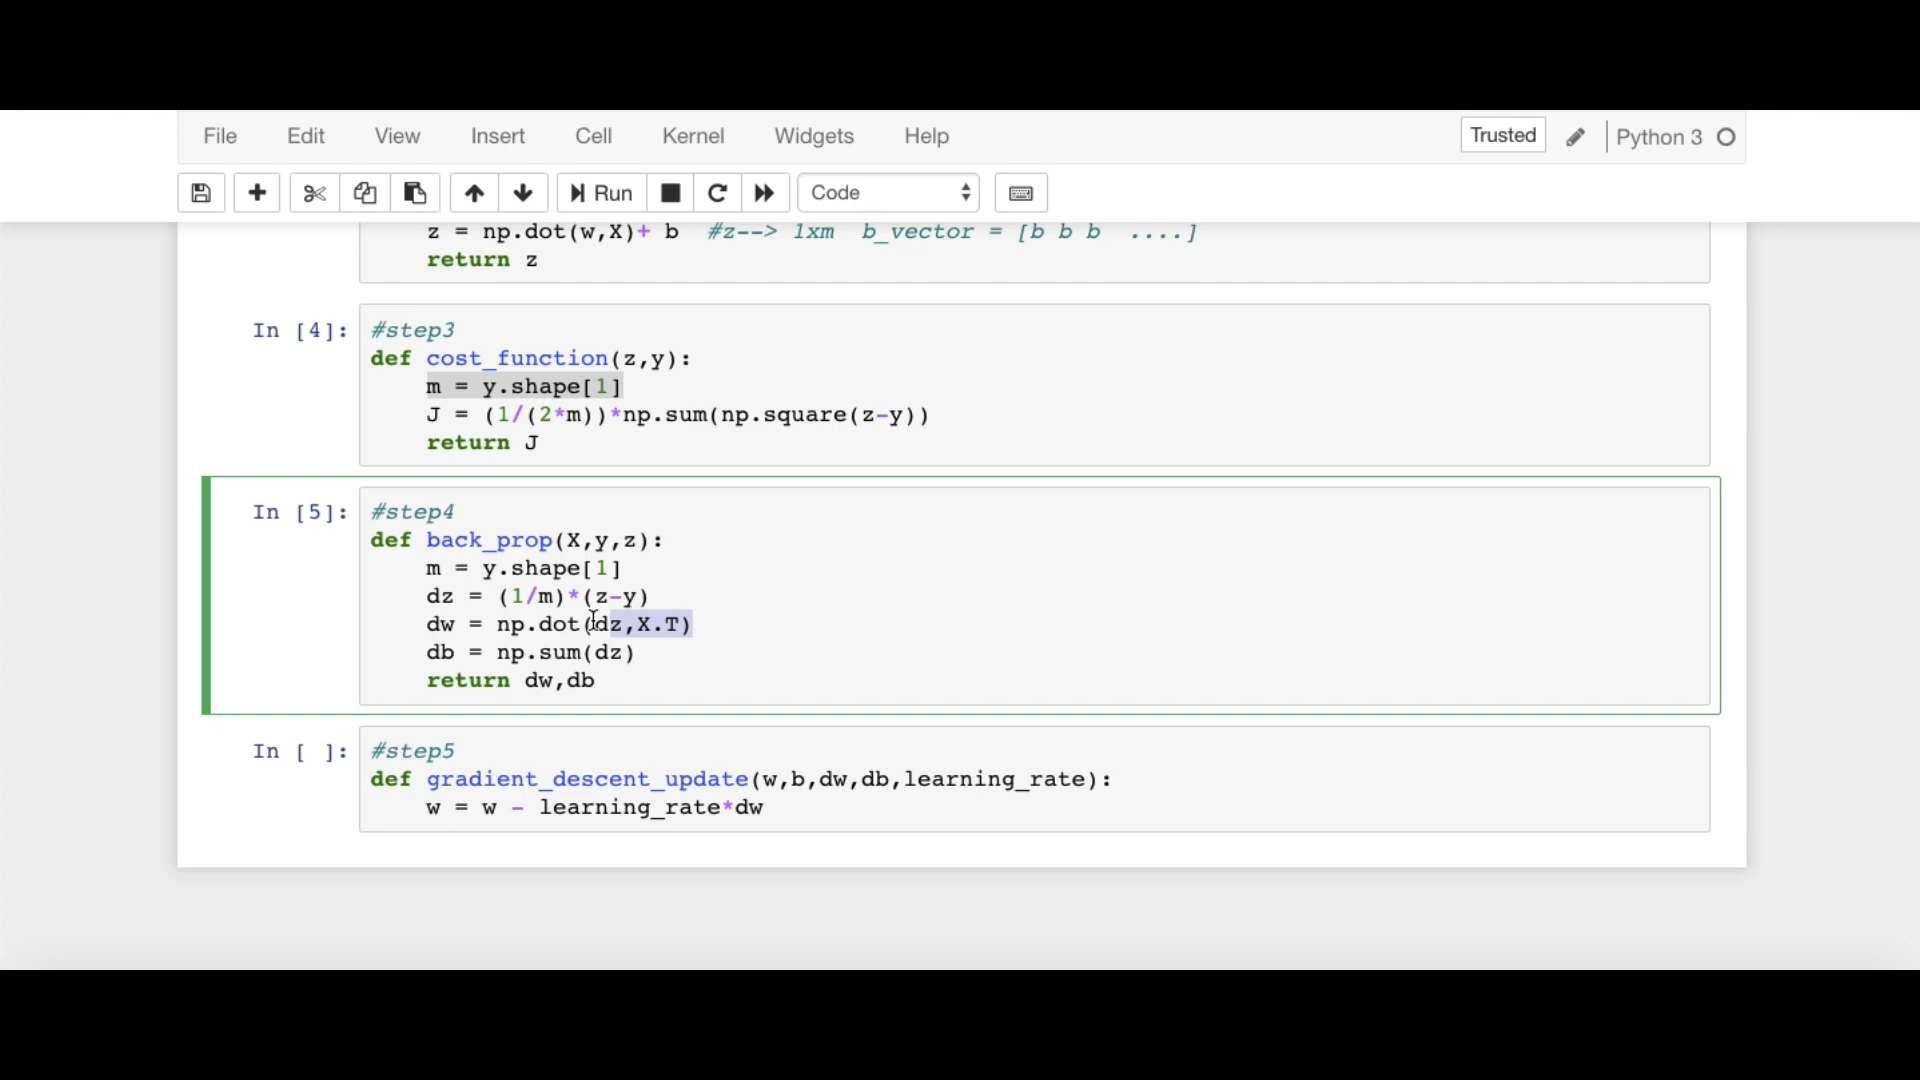 File Edit View Insert Cell Kernel Widgets Help Trusted Python 3
Run Code
z = np.dot(w,X)+ b  #z--> 1xm  b_vector = [b b b  ....]
return z
In [4]: #step3
def cost_function(z,y):
m = y.shape[1]
J = (1/(2*m))*np.sum(np.square(z-y))
return J
In [5]: #step4
def back_prop(X,y,z):
m = y.shape[1]
dz = (1/m)*(z-y)
dw = np.dot(dz,X.T)
db = np.sum(dz)
return dw,db
In [ ]: #step5
def gradient_descent_update(w,b,dw,db,learning_rate):
w = w - learning_rate*dw